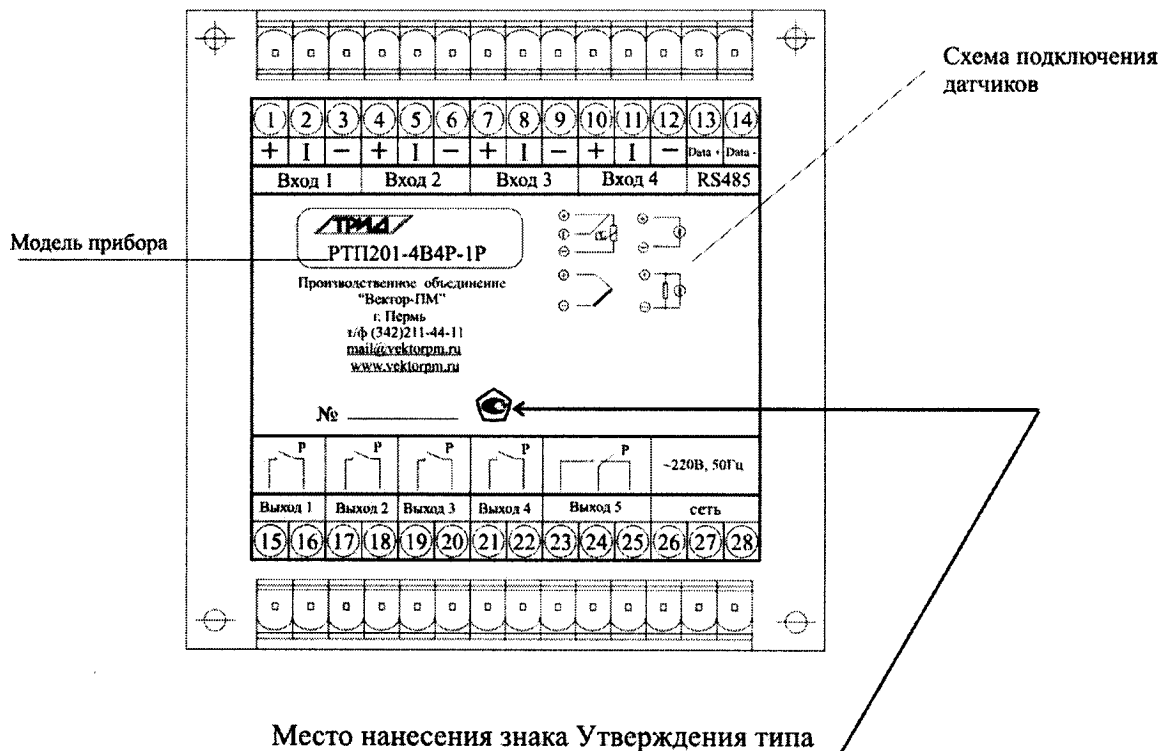 Схема подключения
датчиков
1 2 3 4 5 6 7 8 9 10 11 12 13 14
+ I − + I − + I − + I − Data + Data -
Вход 1 Вход 2 Вход 3 Вход 4 RS485
ТРИД
Модель прибора
РТП201-4В4Р-1Р
Производственное объединение
"Вектор-ПМ"
г. Пермь
т/ф (342)211-44-11
mail@vektorpm.ru
www.vektorpm.ru
№
Р Р Р Р Р ~220В, 50Гц
Выход 1 Выход 2 Выход 3 Выход 4 Выход 5 сеть
15 16 17 18 19 20 21 22 23 24 25 26 27 28
Место нанесения знака Утверждения типа